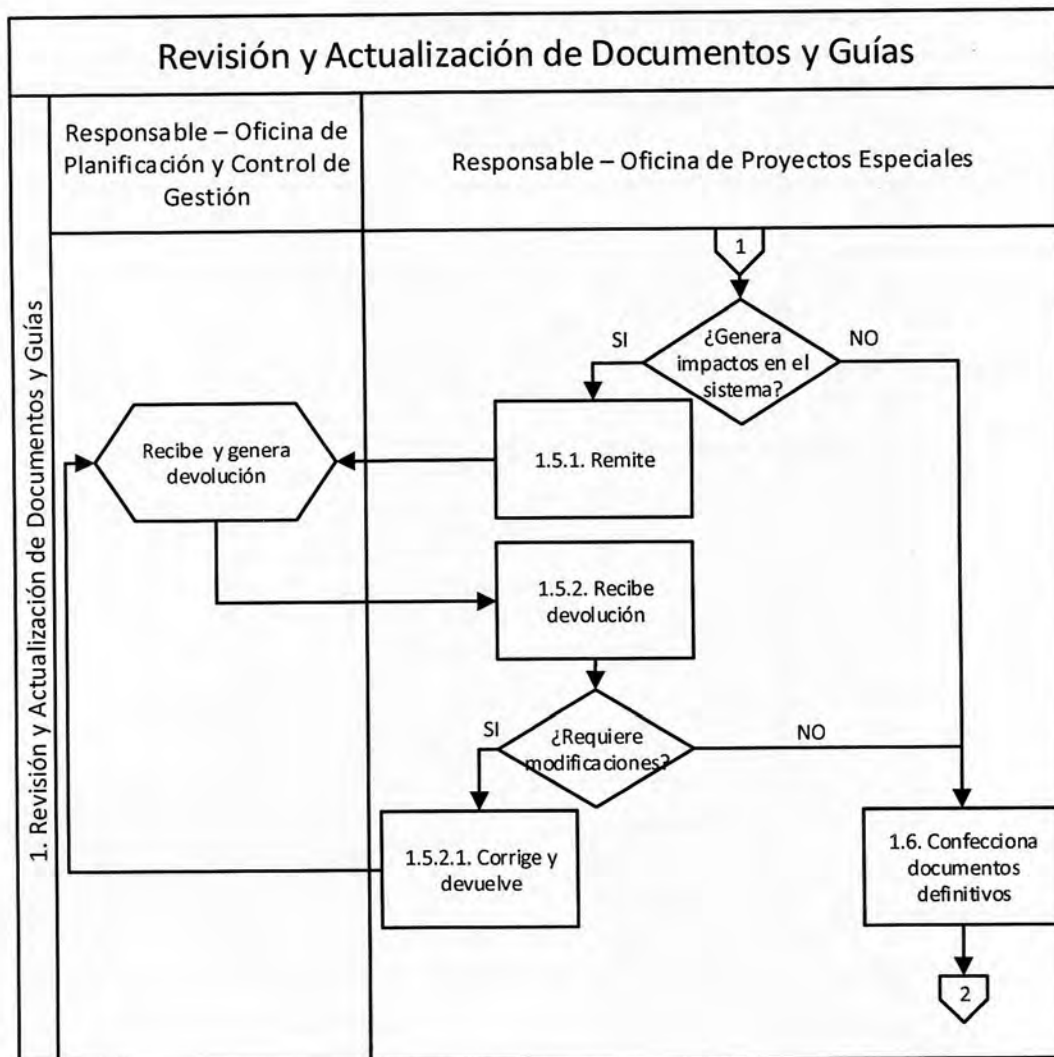 Revisión y Actualización de Documentos y Guías
1. Revisión y Actualización de Documentos y Guías
Responsable – Oficina de
Planificación y Control de
Gestión
Responsable – Oficina de Proyectos Especiales
1
¿Genera
impactos en el
sistema?
SI
NO
Recibe y genera
devolución
1.5.1. Remite
1.5.2. Recibe
devolución
¿Requiere
modificaciones?
SI
NO
1.5.2.1. Corrige y
devuelve
1.6. Confecciona
documentos
definitivos
2